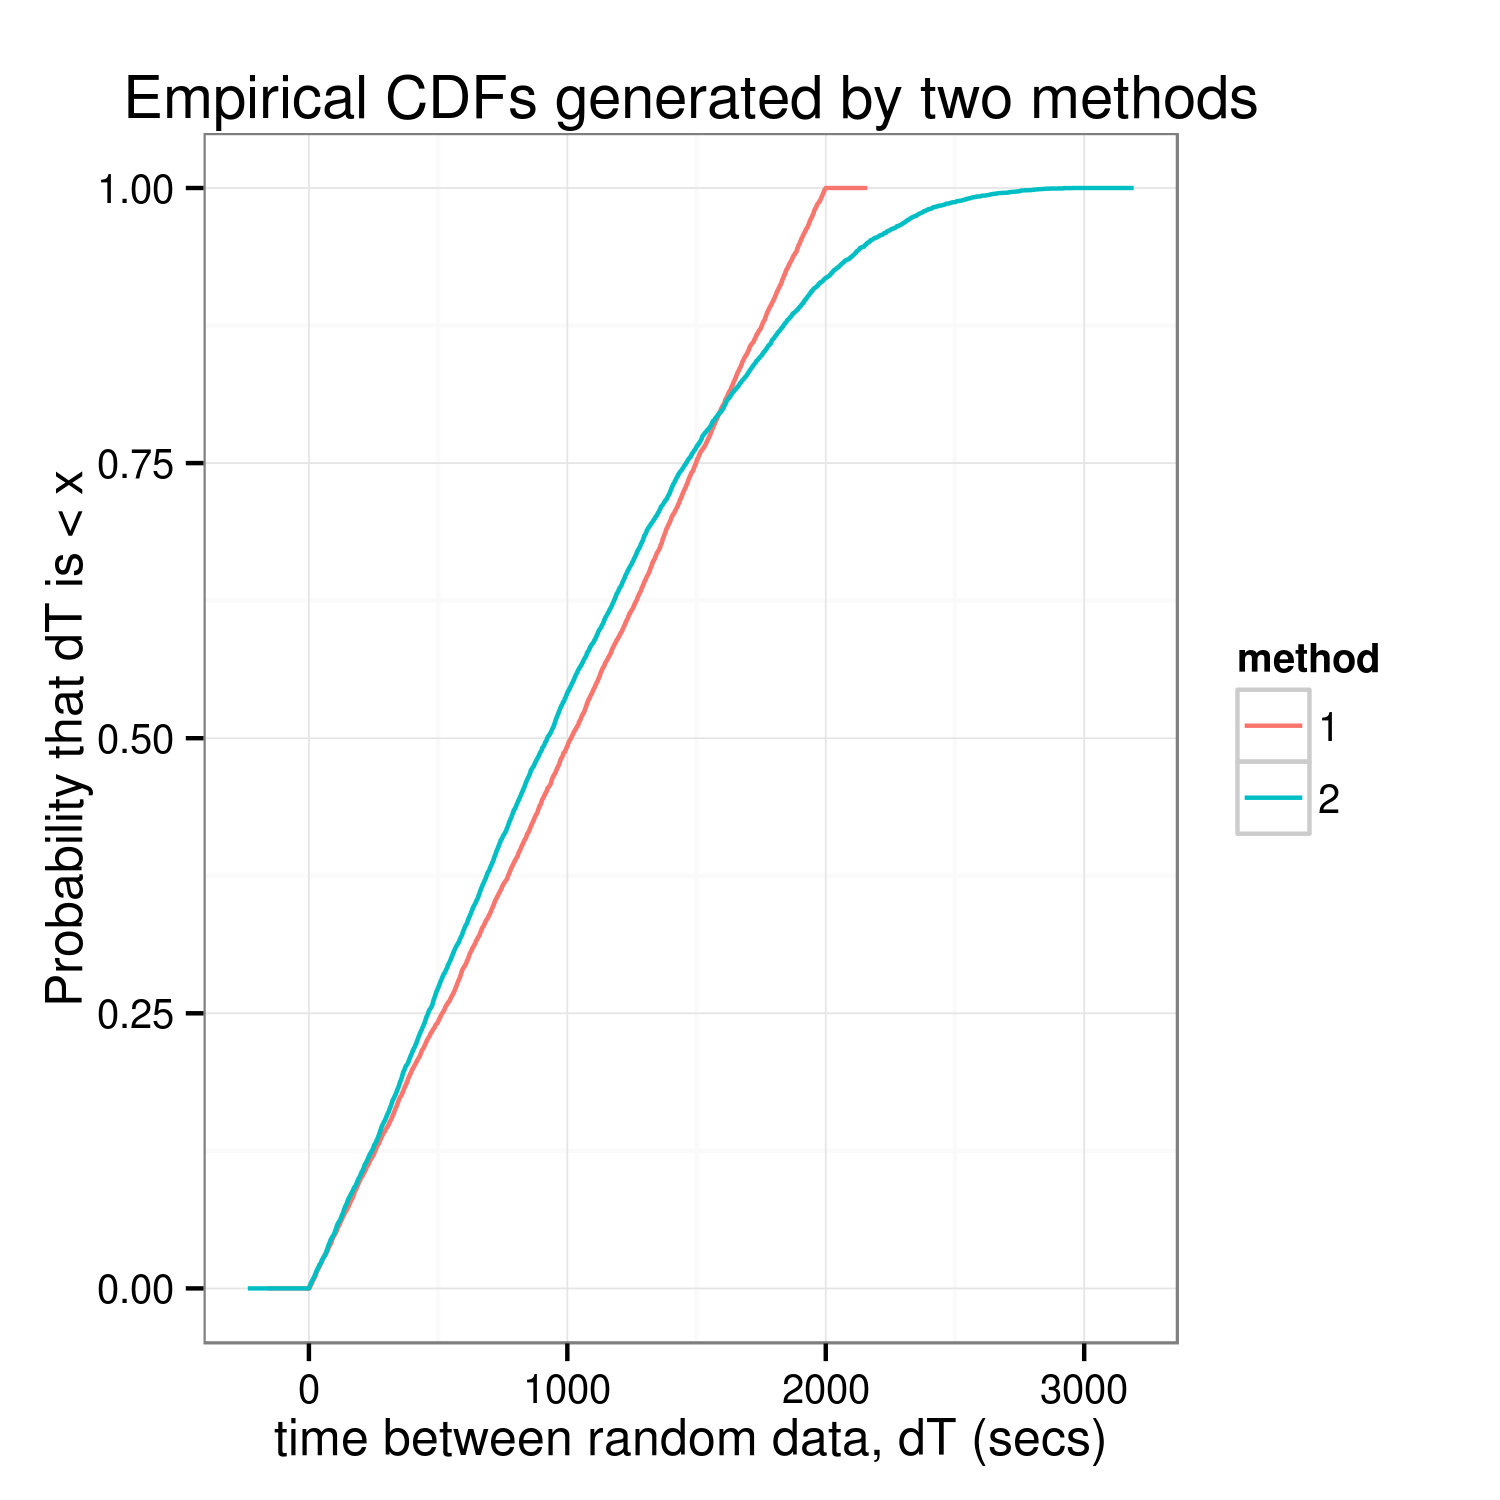 Empirical CDFs generated by two methods
Probability that dT is < x
1.00
0.75
0.50
0.25
0.00
0 1000 2000 3000
time between random data, dT (secs)
method
1
2